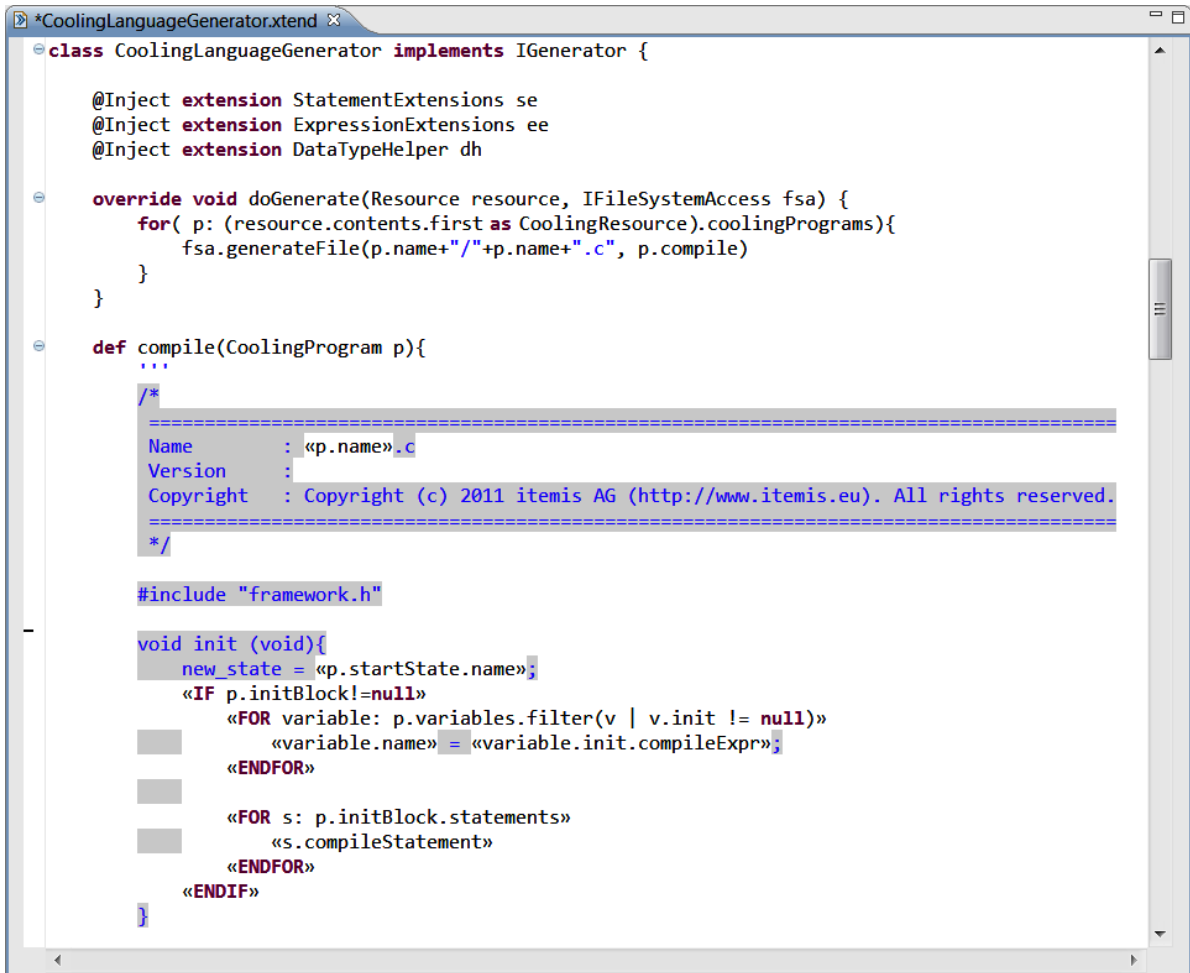 *CoolingLanguageGenerator.xtend
class CoolingLanguageGenerator implements IGenerator {
@Inject extension StatementExtensions se
@Inject extension ExpressionExtensions ee
@Inject extension DataTypeHelper dh
override void doGenerate(Resource resource, IFileSystemAccess fsa) {
for( p: (resource.contents.first as CoolingResource).coolingPrograms){
fsa.generateFile(p.name+"/"+p.name+".c", p.compile)
}
}
def compile(CoolingProgram p){
'''
/*
=======================================================================================
Name : «p.name».c
Version :
Copyright : Copyright (c) 2011 itemis AG (http://www.itemis.eu). All rights reserved.
=======================================================================================
*/
#include "framework.h"
void init (void){
new_state = «p.startState.name»;
«IF p.initBlock!=null»
«FOR variable: p.variables.filter(v | v.init != null)»
«variable.name» = «variable.init.compileExpr»;
«ENDFOR»
«FOR s: p.initBlock.statements»
«s.compileStatement»
«ENDFOR»
«ENDIF»
}